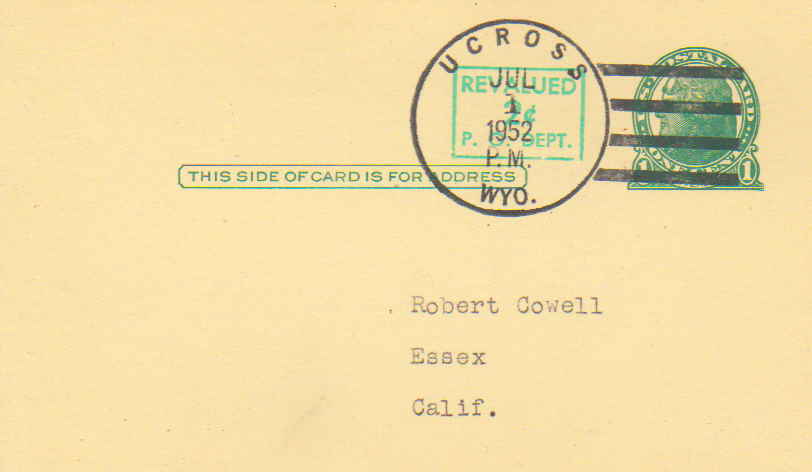 UCROSS
JUL
1
1952
P.M.
WYO.
REVALUED
2¢
P. O. DEPT.
THIS SIDE OF CARD IS FOR ADDRESS
1 1
Robert Cowell
Essex
Calif.